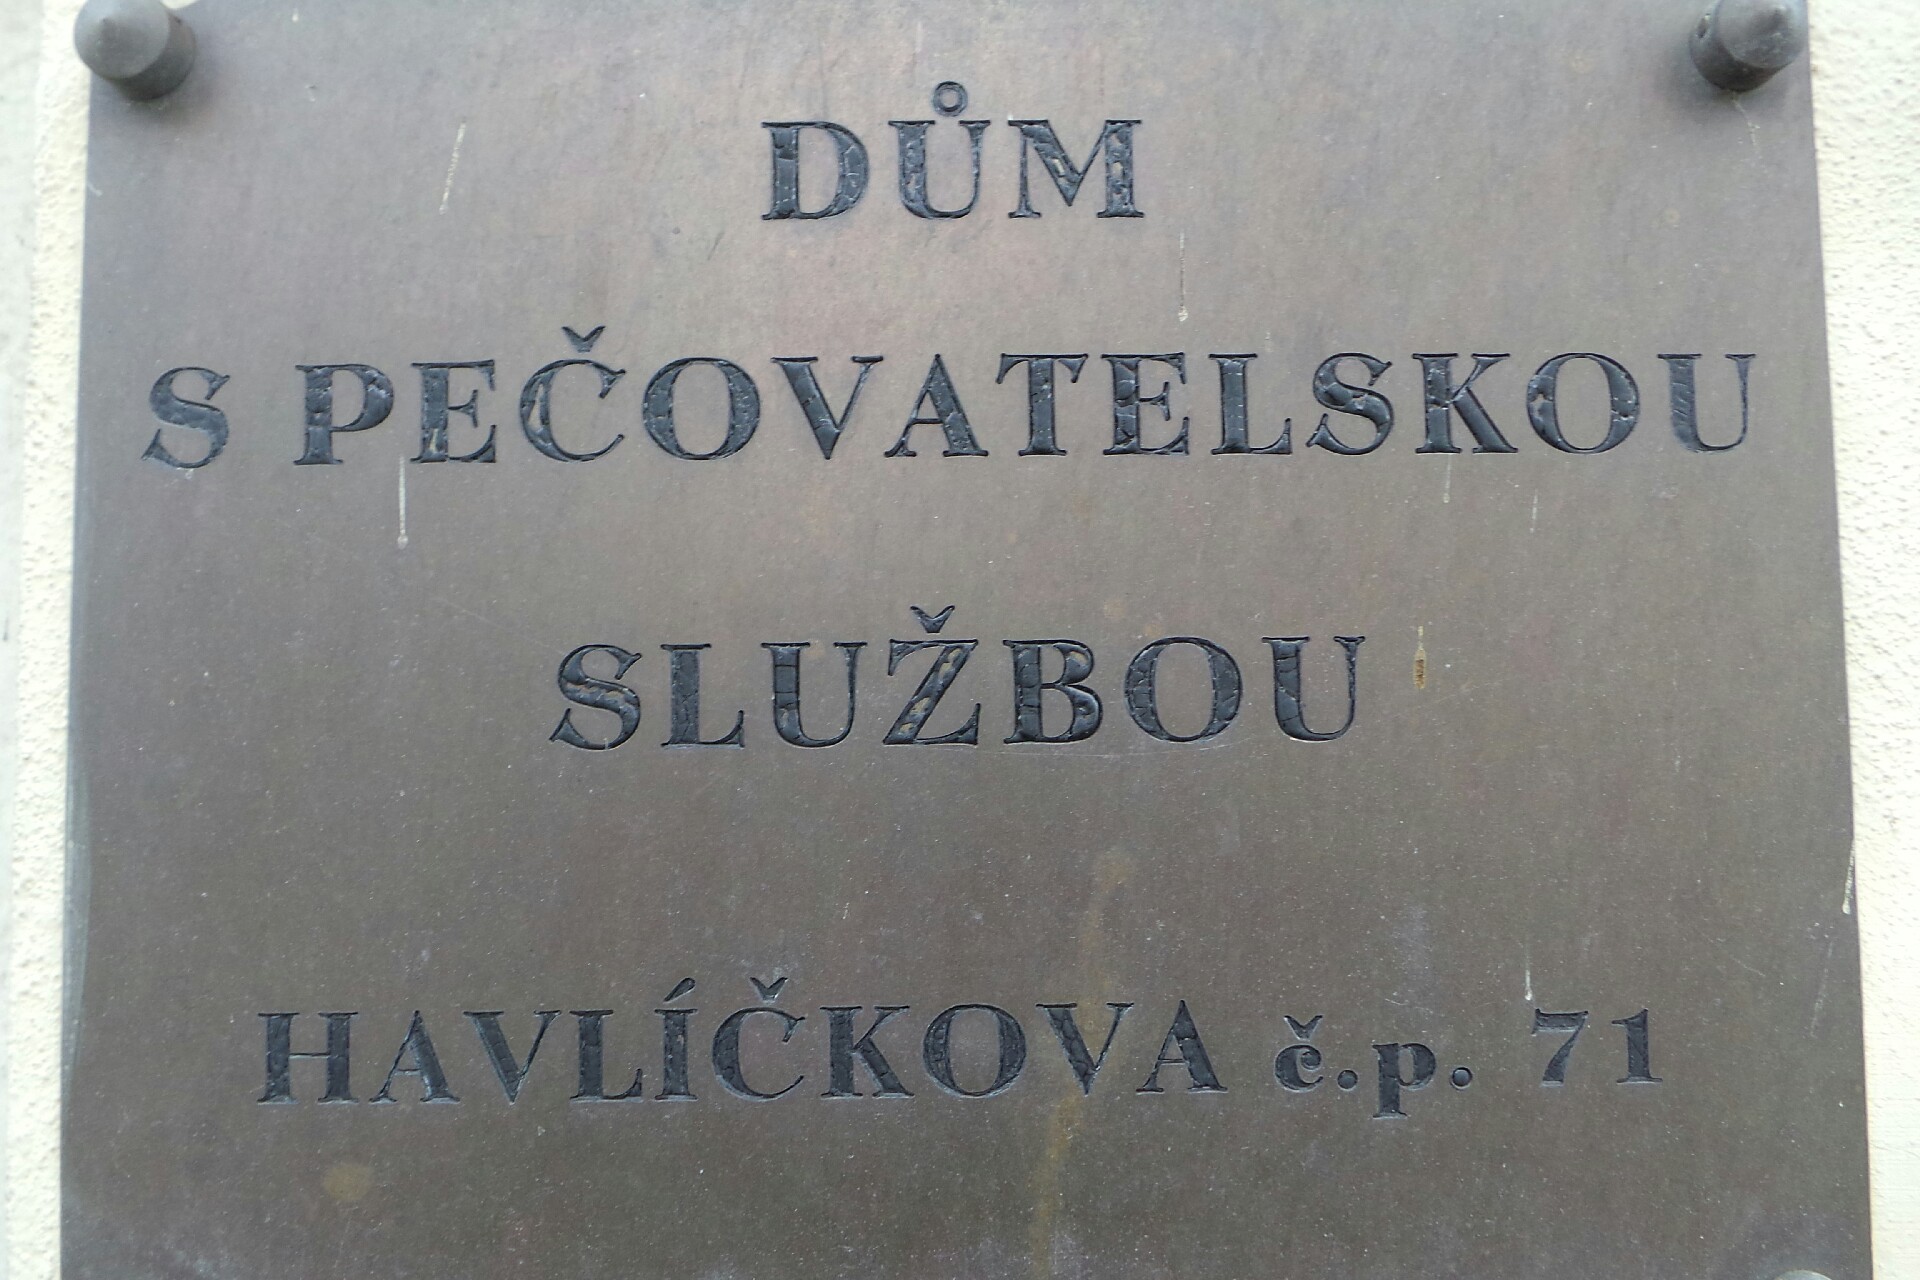 DŮM
S PEČOVATELSKOU
SLUŽBOU
HAVLÍČKOVA č.p. 71